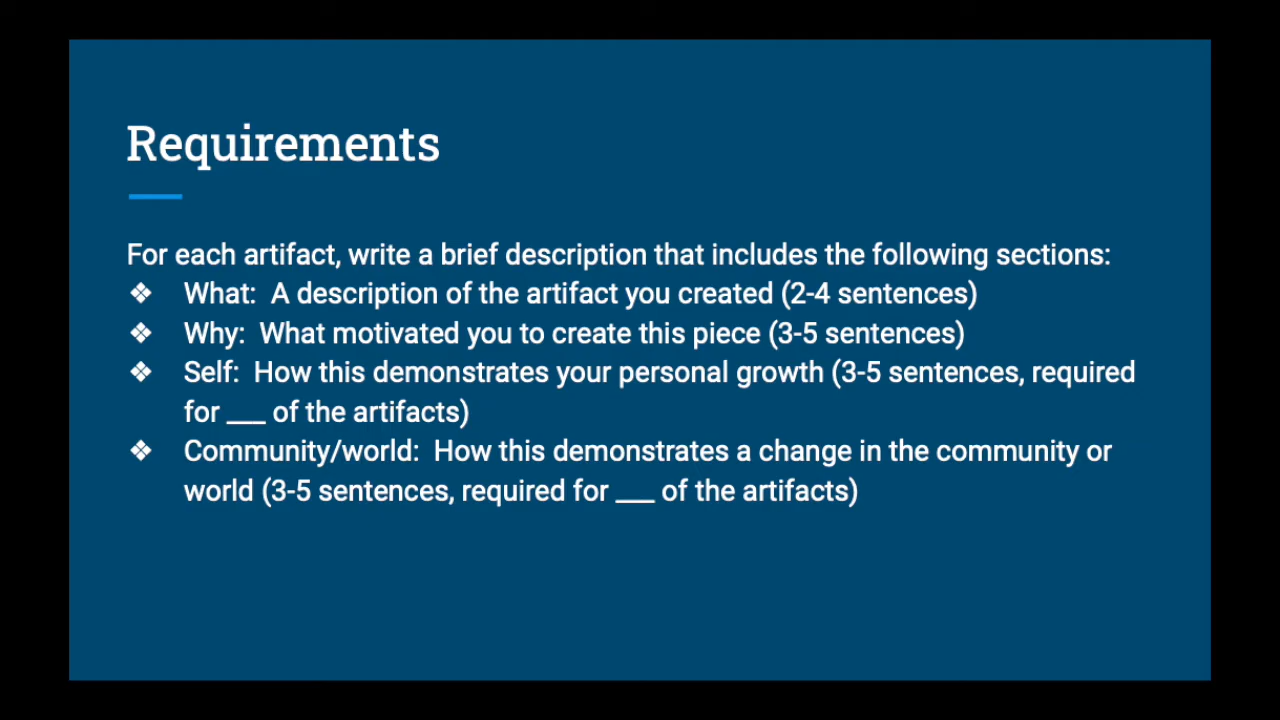 Requirements
For each artifact, write a brief description that includes the following sections:
❖ What:  A description of the artifact you created (2-4 sentences)
❖ Why:  What motivated you to create this piece (3-5 sentences)
❖ Self:  How this demonstrates your personal growth (3-5 sentences, required
for ___ of the artifacts)
❖ Community/world:  How this demonstrates a change in the community or
world (3-5 sentences, required for ___ of the artifacts)